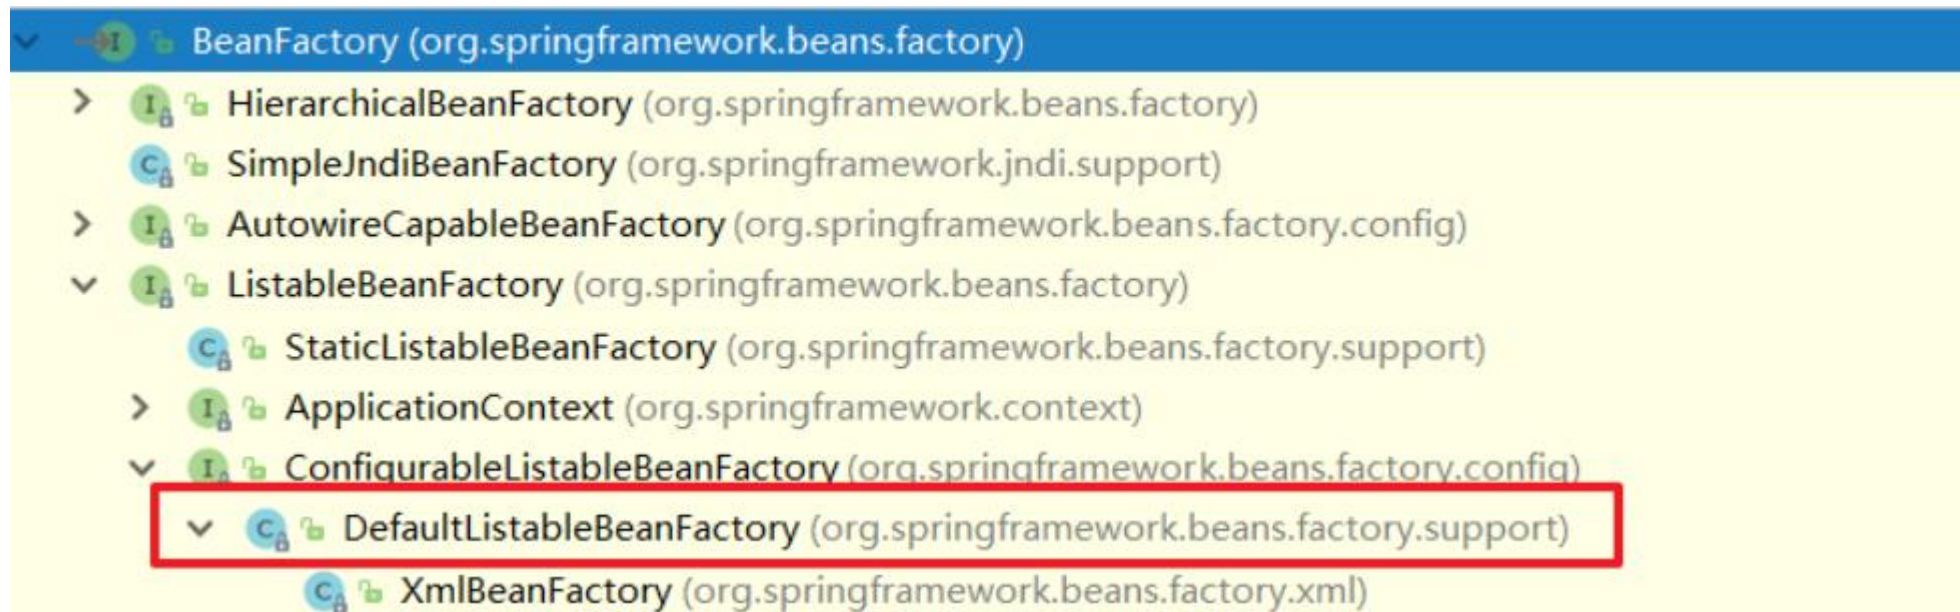 BeanFactory (org.springframework.beans.factory)
HierarchicalBeanFactory (org.springframework.beans.factory)
SimpleJndiBeanFactory (org.springframework.jndi.support)
AutowireCapableBeanFactory (org.springframework.beans.factory.config)
ListableBeanFactory (org.springframework.beans.factory)
StaticListableBeanFactory (org.springframework.beans.factory.support)
ApplicationContext (org.springframework.context)
ConfigurableListableBeanFactory (org.springframework.beans.factory.config)
DefaultListableBeanFactory (org.springframework.beans.factory.support)
XmlBeanFactory (org.springframework.beans.factory.xml)